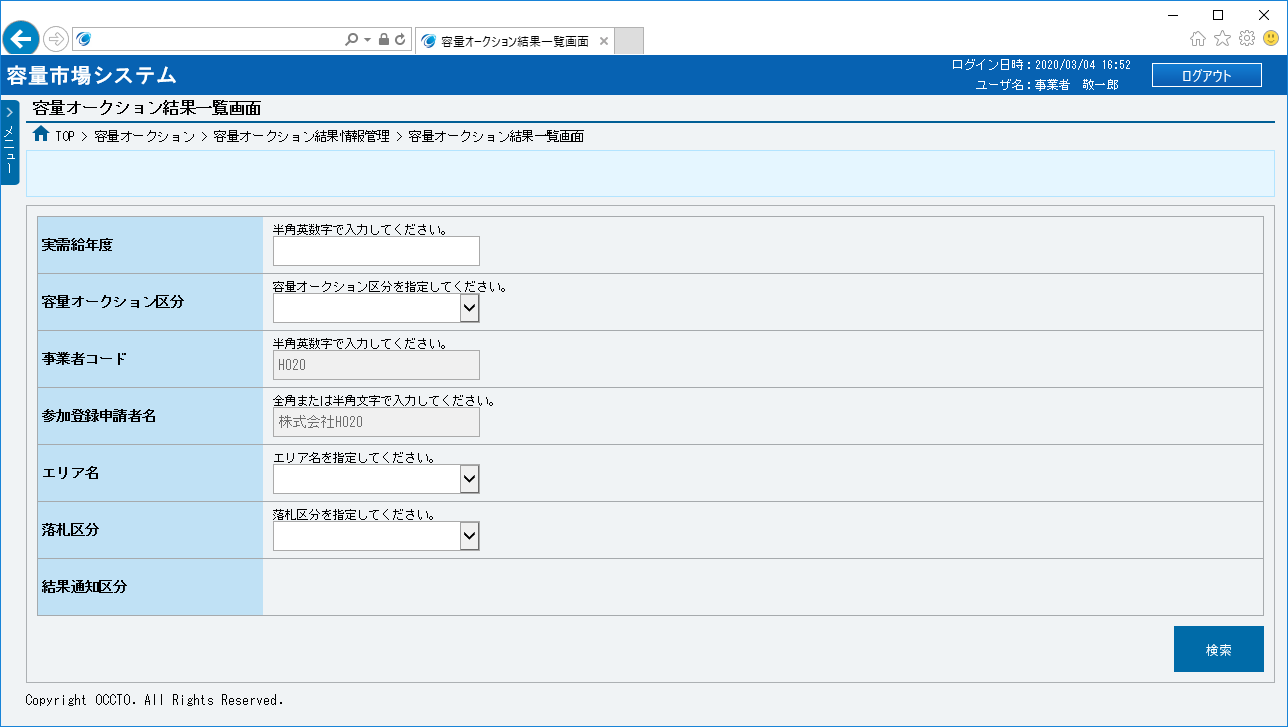 容量オークション結果一覧画面
容量市場システム
ログイン日時：2020/03/04 16:52
ユーザ名：事業者　敬一郎
ログアウト
メニュー
容量オークション結果一覧画面
TOP > 容量オークション > 容量オークション結果情報管理 > 容量オークション結果一覧画面
実需給年度
半角英数字で入力してください。
容量オークション区分
容量オークション区分を指定してください。
事業者コード
半角英数字で入力してください。
H020
参加登録申請者名
全角または半角文字で入力してください。
株式会社H020
エリア名
エリア名を指定してください。
落札区分
落札区分を指定してください。
結果通知区分
検索
Copyright OCCTO. All Rights Reserved.